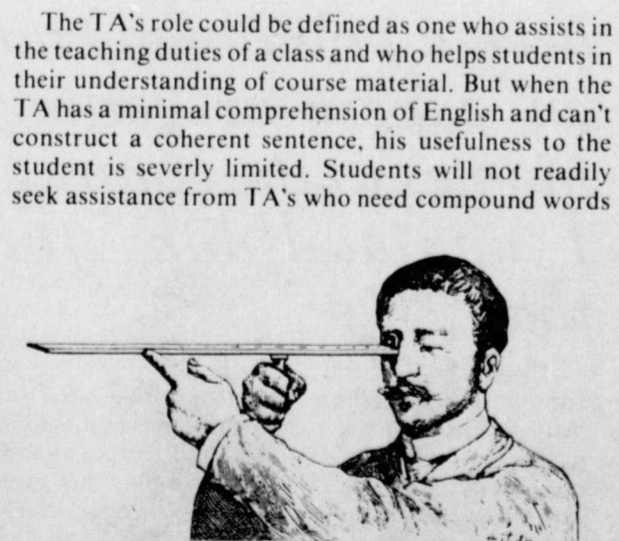 The TA's role could be defined as one who assists in
the teaching duties of a class and who helps students in
their understanding of course material. But when the
TA has a minimal comprehension of English and can't
construct a coherent sentence, his usefulness to the
student is severly limited. Students will not readily
seek assistance from TA's who need compound words